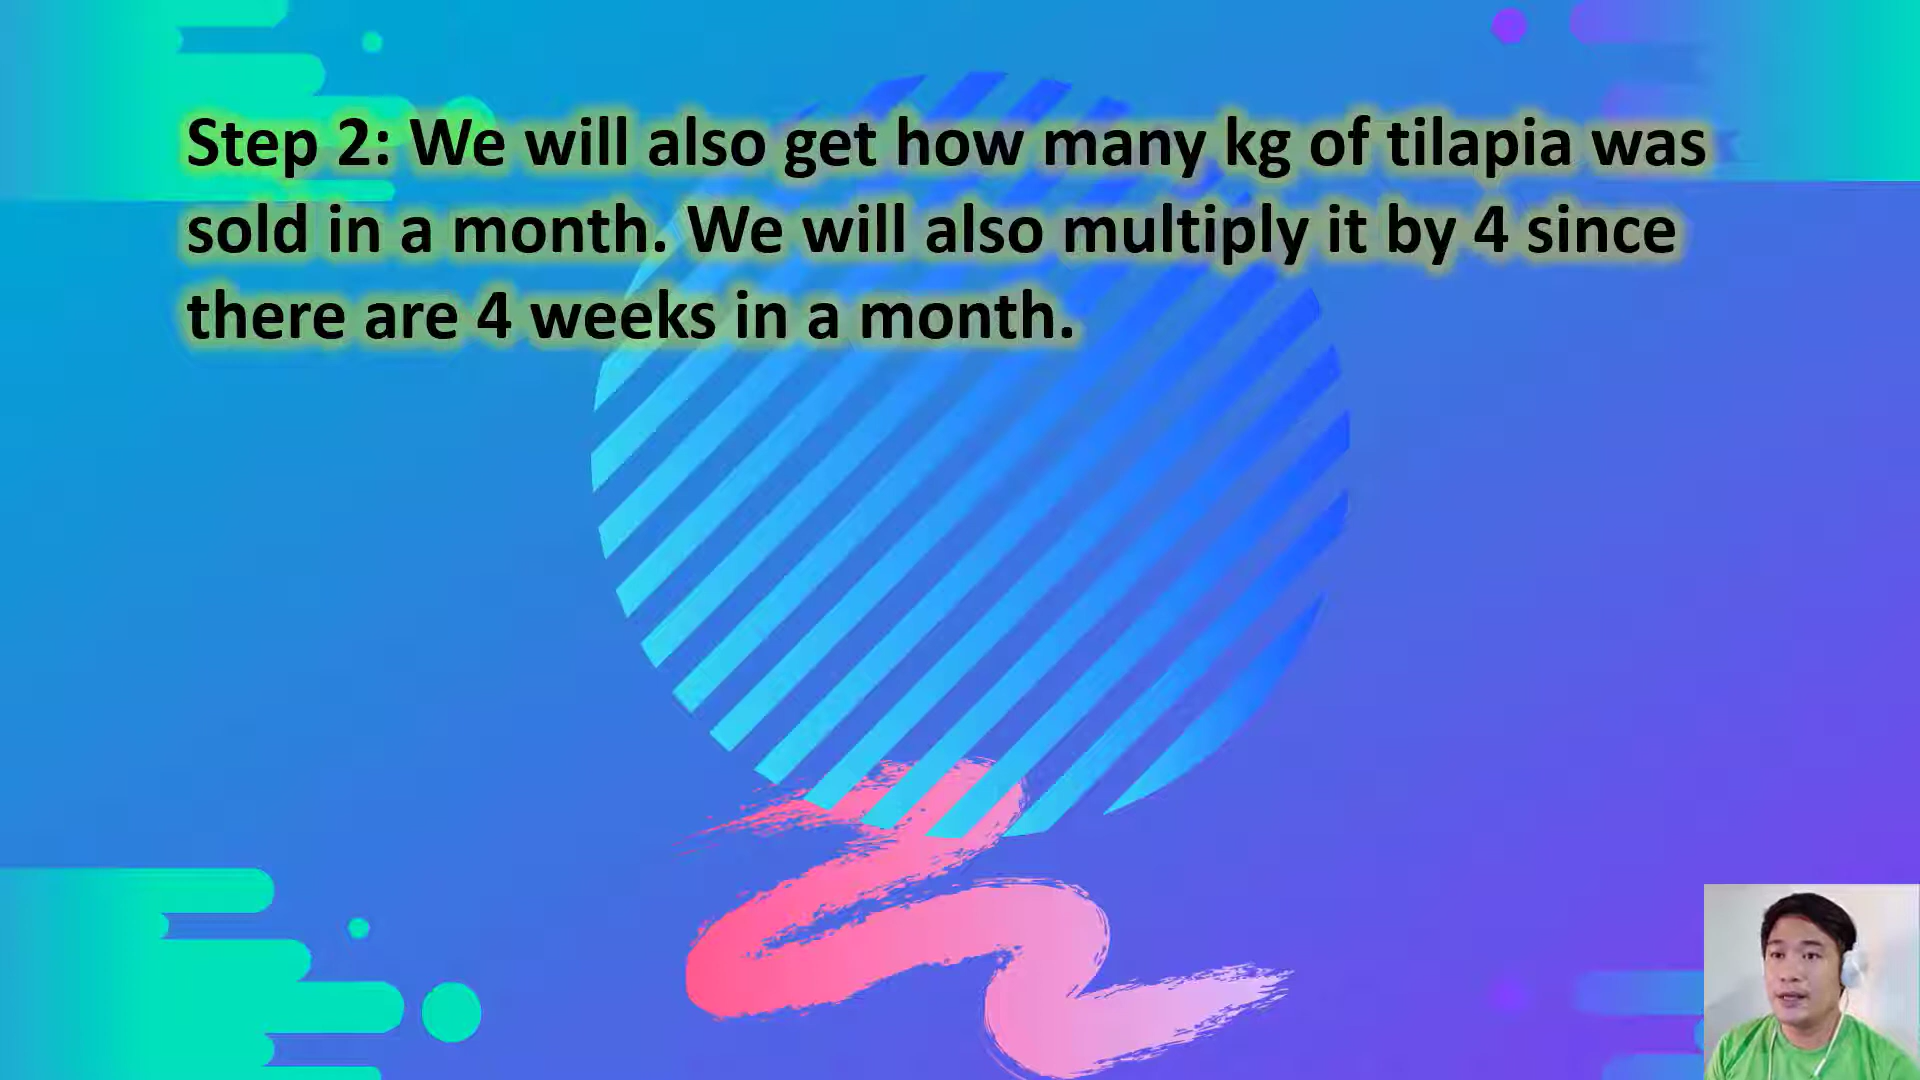 Step 2: We will also get how many kg of tilapia was
sold in a month. We will also multiply it by 4 since
there are 4 weeks in a month.